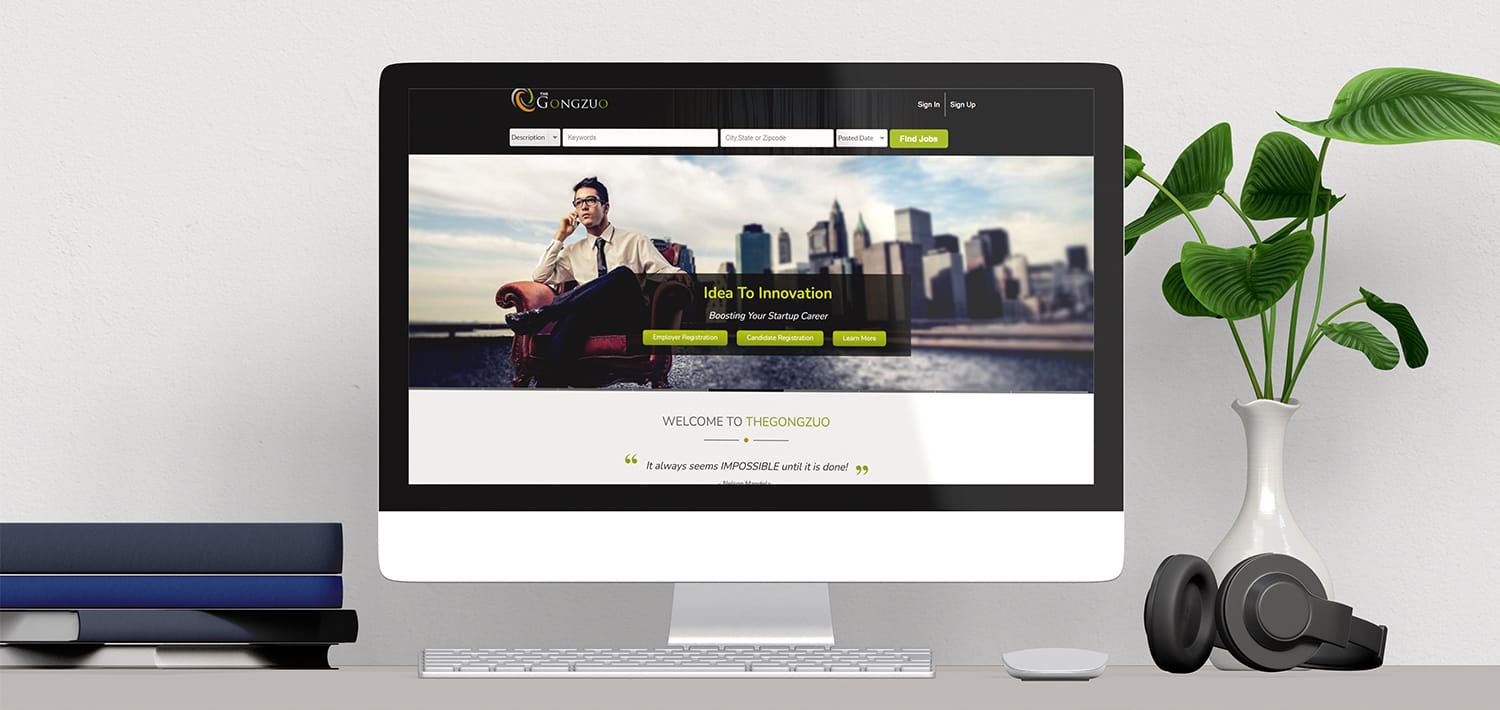 THE
GONGZUO
Sign In Sign Up
Description Keywords City,State or Zipcode Posted Date Find Jobs
Idea To Innovation
Boosting Your Startup Career
Employer Registration Candidate Registration Learn More
WELCOME TO THEGONGZUO
“ It always seems IMPOSSIBLE until it is done! ”